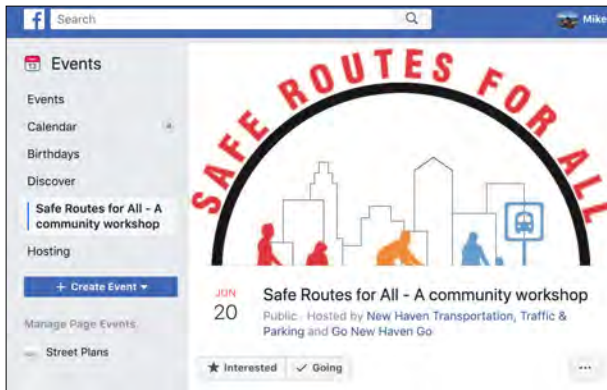 Search
Mike
Events
Events
Calendar
Birthdays
Discover
Safe Routes for All - A
community workshop
Hosting
+ Create Event
Manage Page Events
Street Plans
SAFE ROUTES FOR ALL
JUN
20
Safe Routes for All - A community workshop
Public · Hosted by New Haven Transportation, Traffic &
Parking and Go New Haven Go
Interested
Going